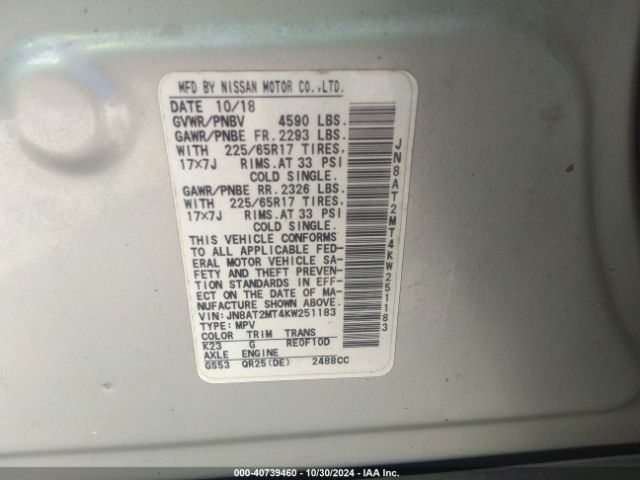 MFD BY NISSAN MOTOR CO.,LTD.
DATE 10/18
GVWR/PNBV 4590 LBS.
GAWR/PNBE FR. 2293 LBS.
WITH 225/65R17 TIRES.
17×7J RIMS.AT 33 PSI
COLD SINGLE.
GAWR/PNBE RR. 2326 LBS.
WITH 225/65R17 TIRES.
17×7J RIMS.AT 33 PSI
COLD SINGLE.
THIS VEHICLE CONFORMS
TO ALL APPLICABLE FED-
ERAL MOTOR VEHICLE SA-
FETY AND THEFT PREVEN-
TION STANDARDS IN EFF-
ECT ON THE DATE OF MA-
NUFACTURE SHOWN ABOVE.
VIN: JN8AT2MT4KW251183
TYPE: MPV
COLOR TRIM TRANS
K23 G RE0F10D
AXLE ENGINE
GS53 QR25(DE) 2488CC
JN8AT2MT4KW251183
000-40739460 - 10/30/2024 - IAA Inc.